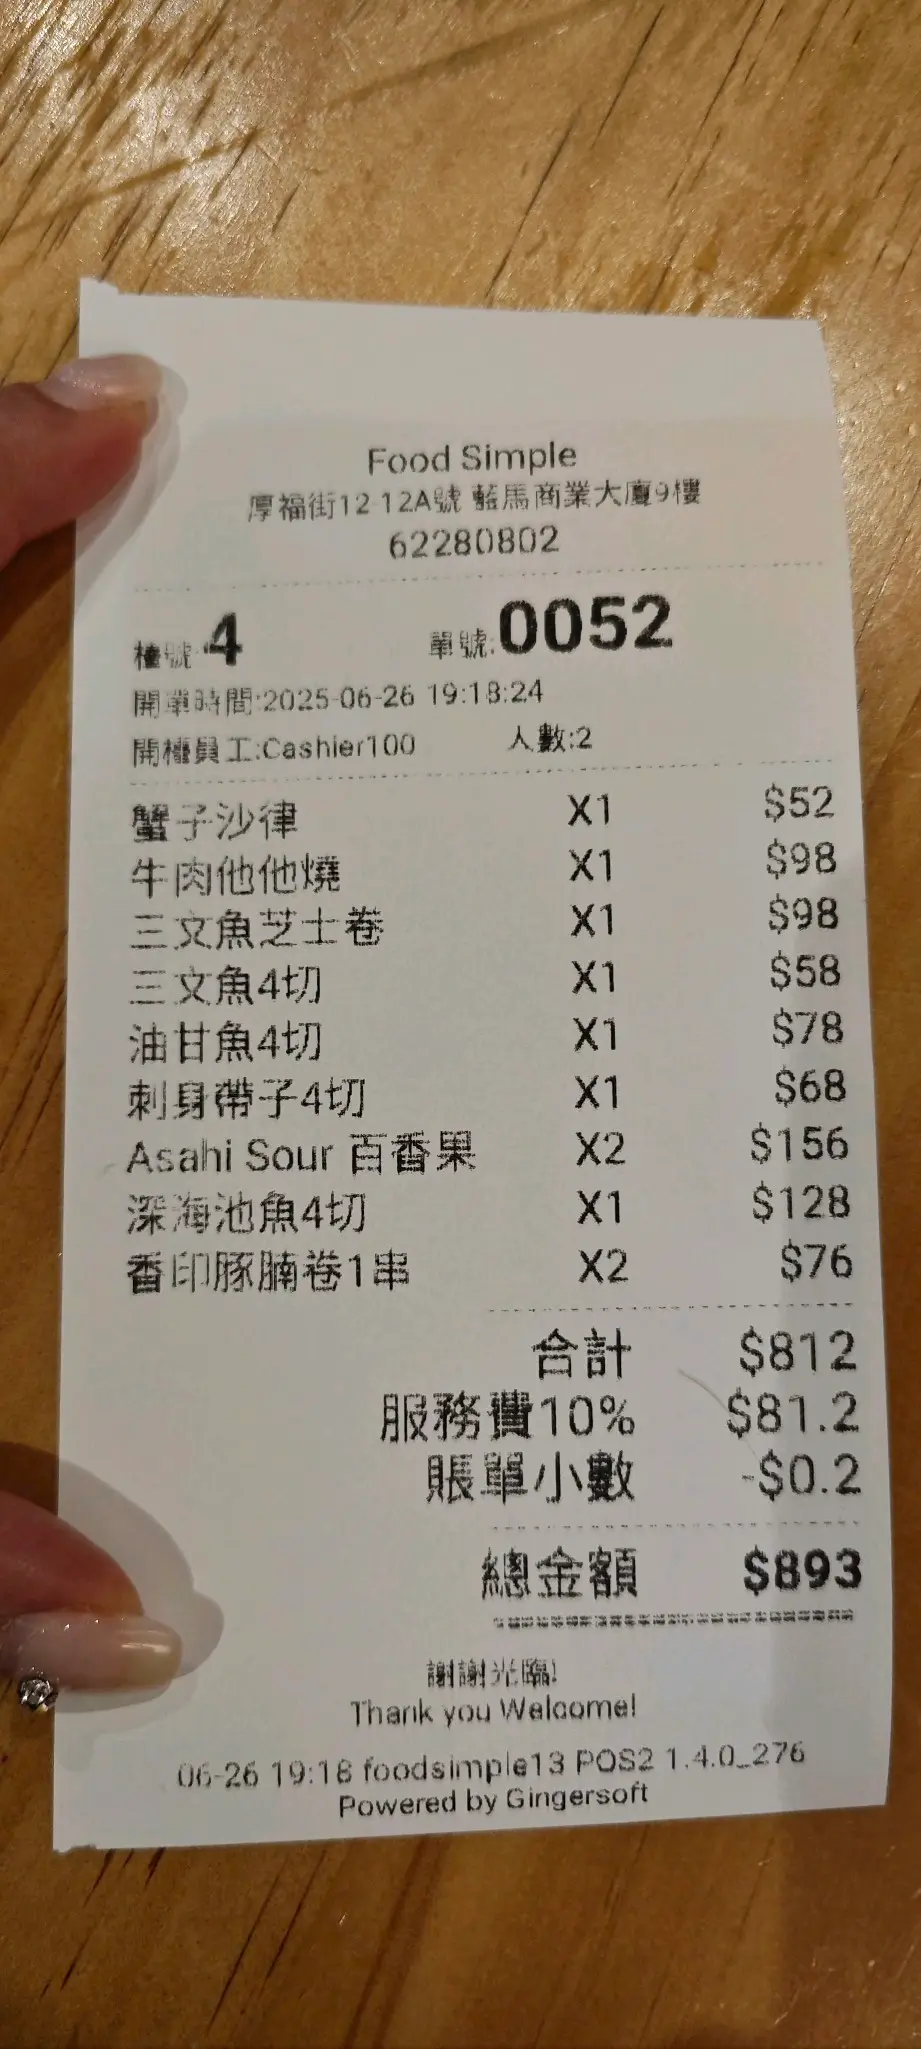 Food Simple
厚福街12-12A號 藍馬商業大廈9樓
62280802
檯號:4 單號:0052
開單時間:2025-06-26 19:18:24
開檯員工:Cashier100 人數:2
蟹子沙律 X1 $52
牛肉他他燒 X1 $98
三文魚芝士卷 X1 $98
三文魚4切 X1 $58
油甘魚4切 X1 $78
刺身帶子4切 X1 $68
Asahi Sour 百香果 X2 $156
深海池魚4切 X1 $128
香印豚腩卷1串 X2 $76
合計 $812
服務費10% $81.2
賬單小數 -$0.2
總金額 $893
謝謝光臨!
Thank you Welcome!
06-26 19:18 foodsimple13 POS2 1.4.0_276
Powered by Gingersoft